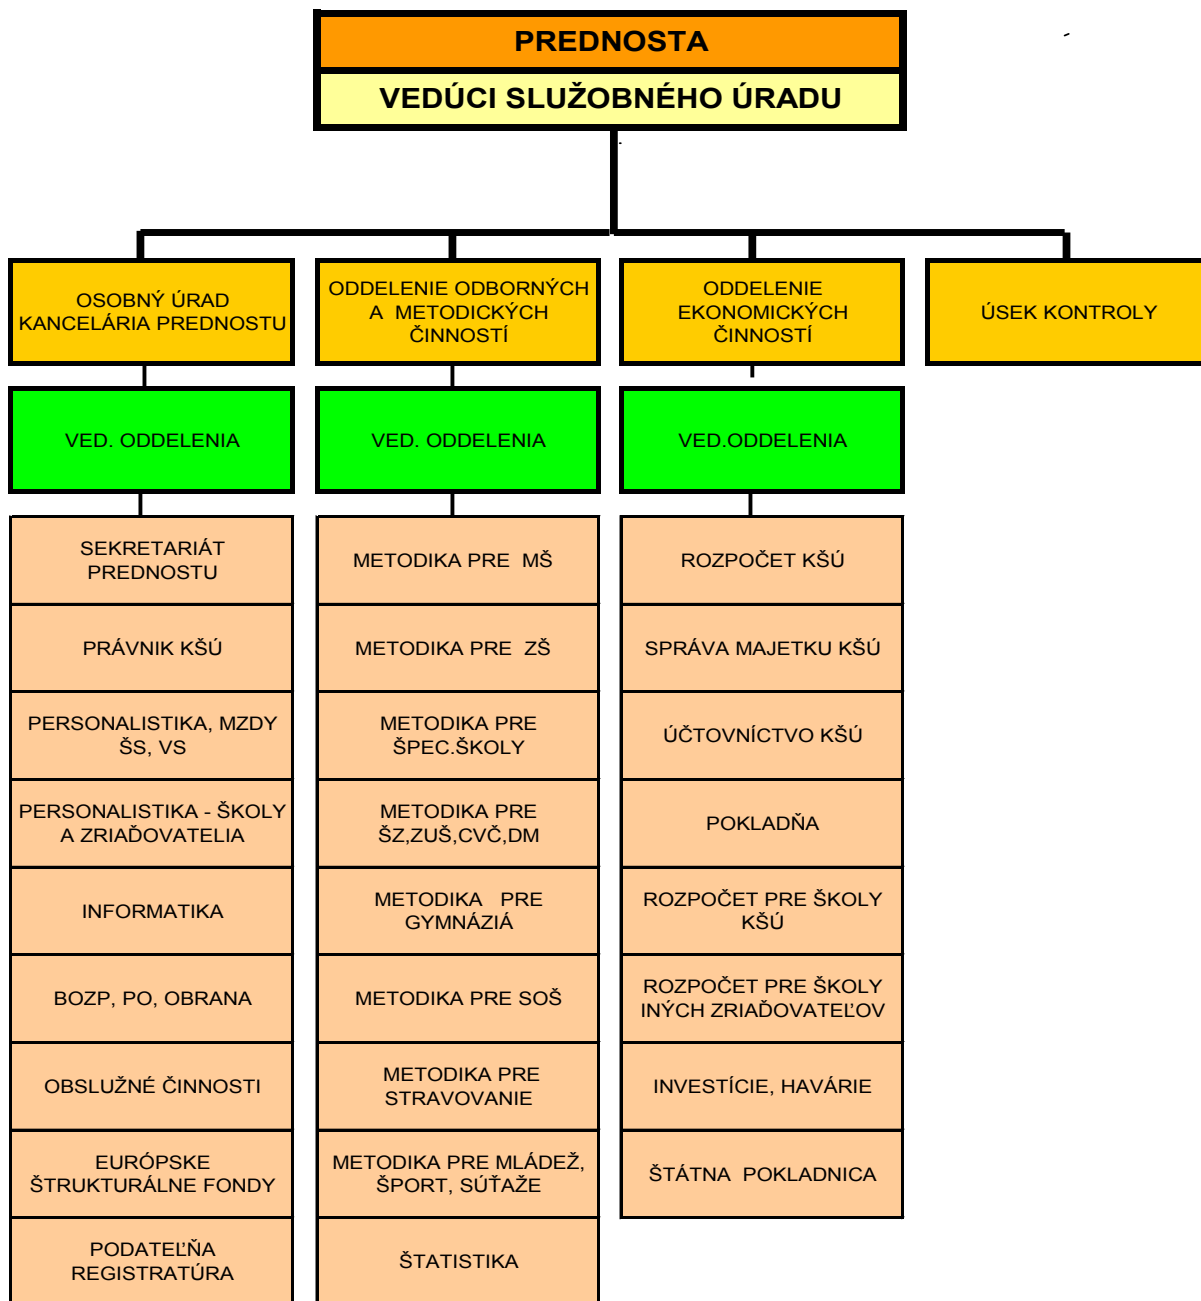 PREDNOSTA
VEDÚCI SLUŽOBNÉHO ÚRADU
OSOBNÝ ÚRAD
KANCELÁRIA PREDNOSTU
ODDELENIE ODBORNÝCH
A METODICKÝCH
ČINNOSTÍ
ODDELENIE
EKONOMICKÝCH
ČINNOSTÍ
ÚSEK KONTROLY
VED. ODDELENIA
VED. ODDELENIA
VED.ODDELENIA
SEKRETARIÁT
PREDNOSTU
PRÁVNIK KŠÚ
PERSONALISTIKA, MZDY
ŠS, VS
PERSONALISTIKA - ŠKOLY
A ZRIAĎOVATELIA
INFORMATIKA
BOZP, PO, OBRANA
OBSLUŽNÉ ČINNOSTI
EURÓPSKE
ŠTRUKTURÁLNE FONDY
PODATEĽŇA
REGISTRATÚRA
METODIKA PRE MŠ
METODIKA PRE ZŠ
METODIKA PRE
ŠPEC.ŠKOLY
METODIKA PRE
ŠZ,ZUŠ,CVČ,DM
METODIKA PRE
GYMNÁZIÁ
METODIKA PRE SOŠ
METODIKA PRE
STRAVOVANIE
METODIKA PRE MLÁDEŽ,
ŠPORT, SÚŤAŽE
ŠTATISTIKA
ROZPOČET KŠÚ
SPRÁVA MAJETKU KŠÚ
ÚČTOVNÍCTVO KŠÚ
POKLADŇA
ROZPOČET PRE ŠKOLY
KŠÚ
ROZPOČET PRE ŠKOLY
INÝCH ZRIAĎOVATEĽOV
INVESTÍCIE, HAVÁRIE
ŠTÁTNA POKLADNICA